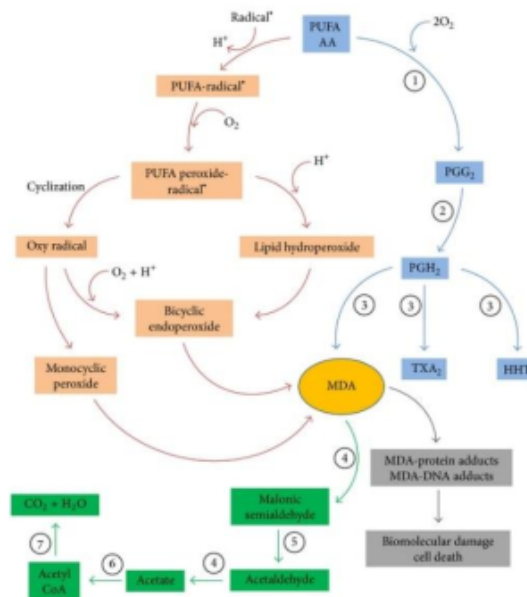 Radical•
PUFA
AA
2O₂
H⁺
1
PUFA-radical•
O₂
PUFA peroxide-
radical•
H⁺
PGG₂
Cyclization
2
Oxy radical
Lipid hydroperoxide
PGH₂
O₂ + H⁺
3
3
3
Bicyclic
endoperoxide
Monocyclic
peroxide
MDA
TXA₂
HHT
4
MDA-protein adducts
MDA-DNA adducts
CO₂ + H₂O
Malonic
semialdehyde
7
5
Biomolecular damage
cell death
Acetyl
CoA
6
Acetate
4
Acetaldehyde